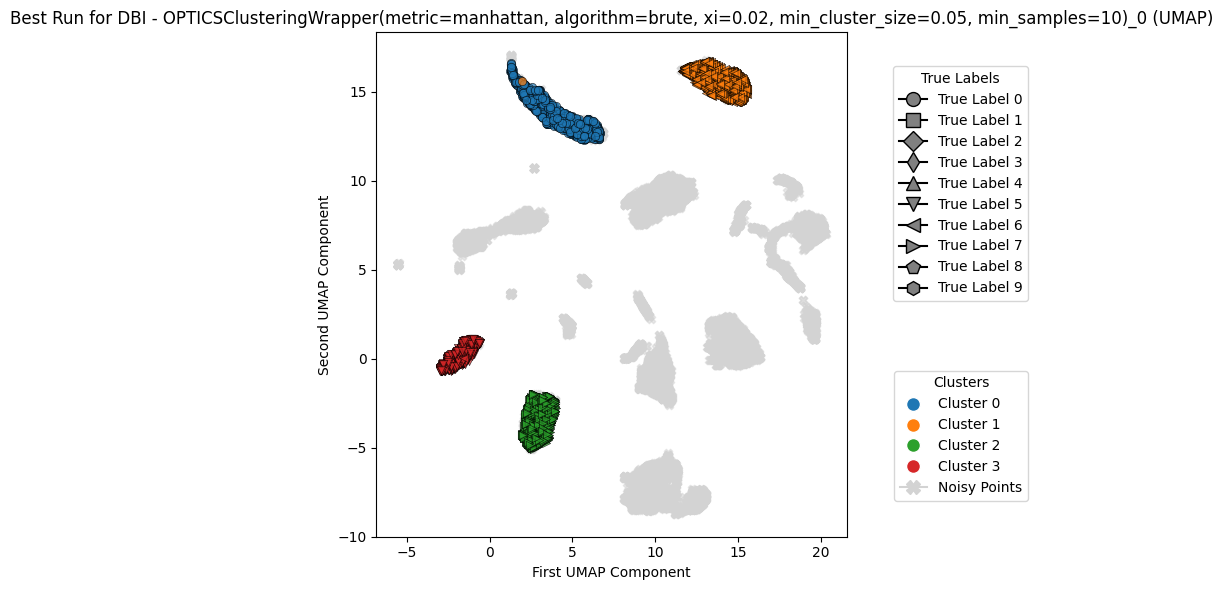 Best Run for DBI - OPTICSClusteringWrapper(metric=manhattan, algorithm=brute, xi=0.02, min_cluster_size=0.05, min_samples=10)_0 (UMAP)
Second UMAP Component
15
10
5
0
−5
−10
−5
0
5
10
15
20
First UMAP Component
True Labels
True Label 0
True Label 1
True Label 2
True Label 3
True Label 4
True Label 5
True Label 6
True Label 7
True Label 8
True Label 9
Clusters
Cluster 0
Cluster 1
Cluster 2
Cluster 3
Noisy Points